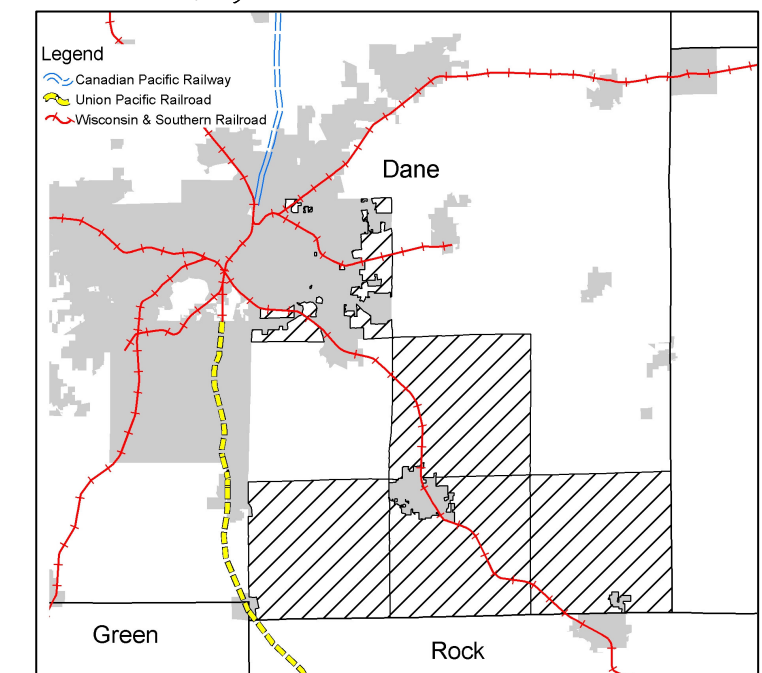 Legend
Canadian Pacific Railway
Union Pacific Railroad
Wisconsin & Southern Railroad
Dane
Green
Rock